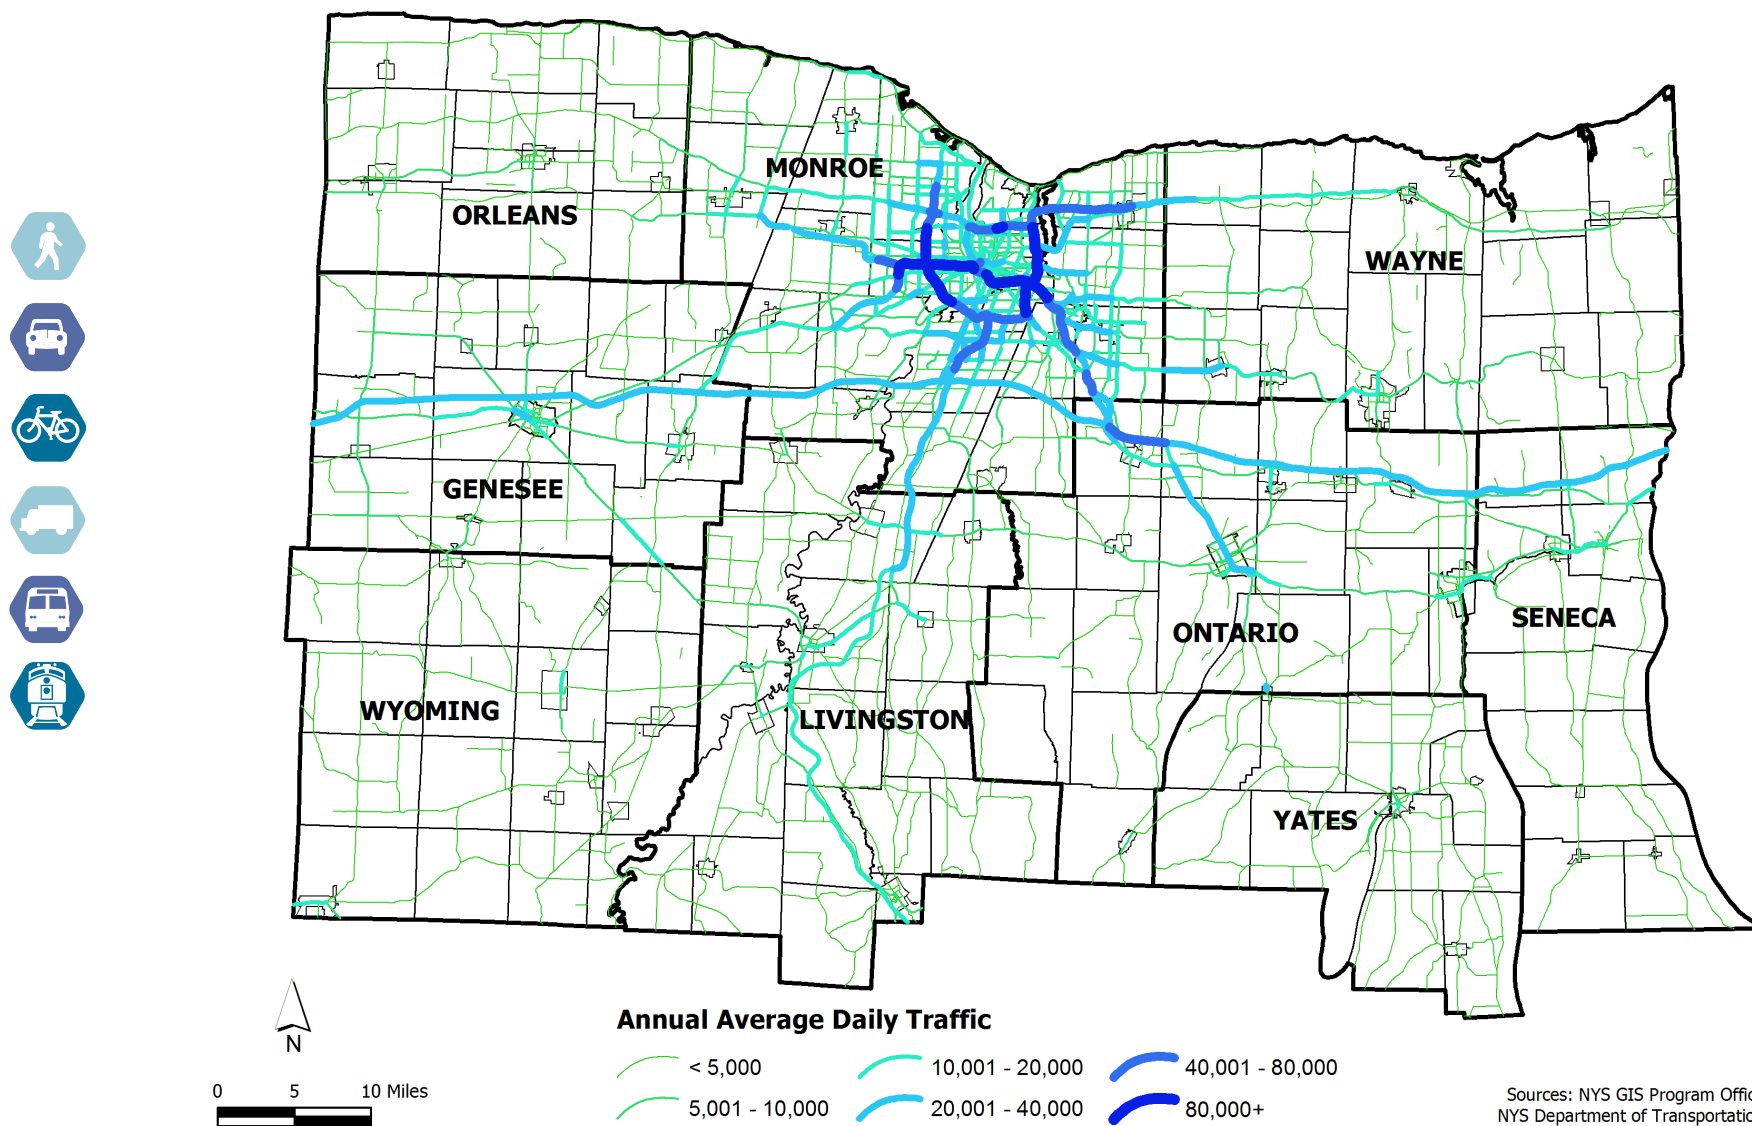 MONROE
ORLEANS
WAYNE
GENESEE
SENECA
ONTARIO
WYOMING
LIVINGSTON
YATES
N
0 5 10 Miles
Annual Average Daily Traffic
< 5,000
10,001 - 20,000
40,001 - 80,000
5,001 - 10,000
20,001 - 40,000
80,000+
Sources: NYS GIS Program Offic
NYS Department of Transportatio